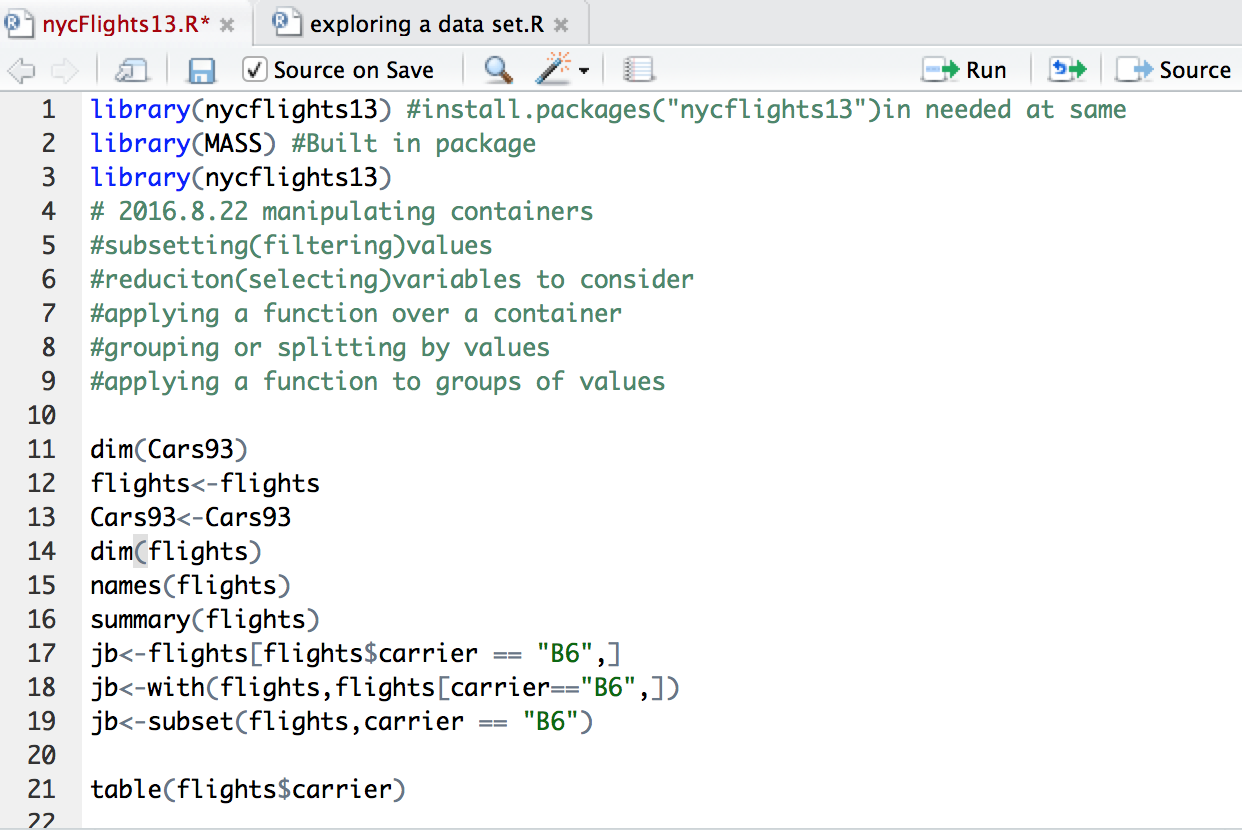 nycFlights13.R* exploring a data set.R
Source on Save Run Source
1 library(nycflights13) #install.packages("nycflights13")in needed at same
2 library(MASS) #Built in package
3 library(nycflights13)
4 # 2016.8.22 manipulating containers
5 #subsetting(filtering)values
6 #reduciton(selecting)variables to consider
7 #applying a function over a container
8 #grouping or splitting by values
9 #applying a function to groups of values
10
11 dim(Cars93)
12 flights<-flights
13 Cars93<-Cars93
14 dim(flights)
15 names(flights)
16 summary(flights)
17 jb<-flights[flights$carrier == "B6",]
18 jb<-with(flights,flights[carrier=="B6",])
19 jb<-subset(flights,carrier == "B6")
20
21 table(flights$carrier)
22